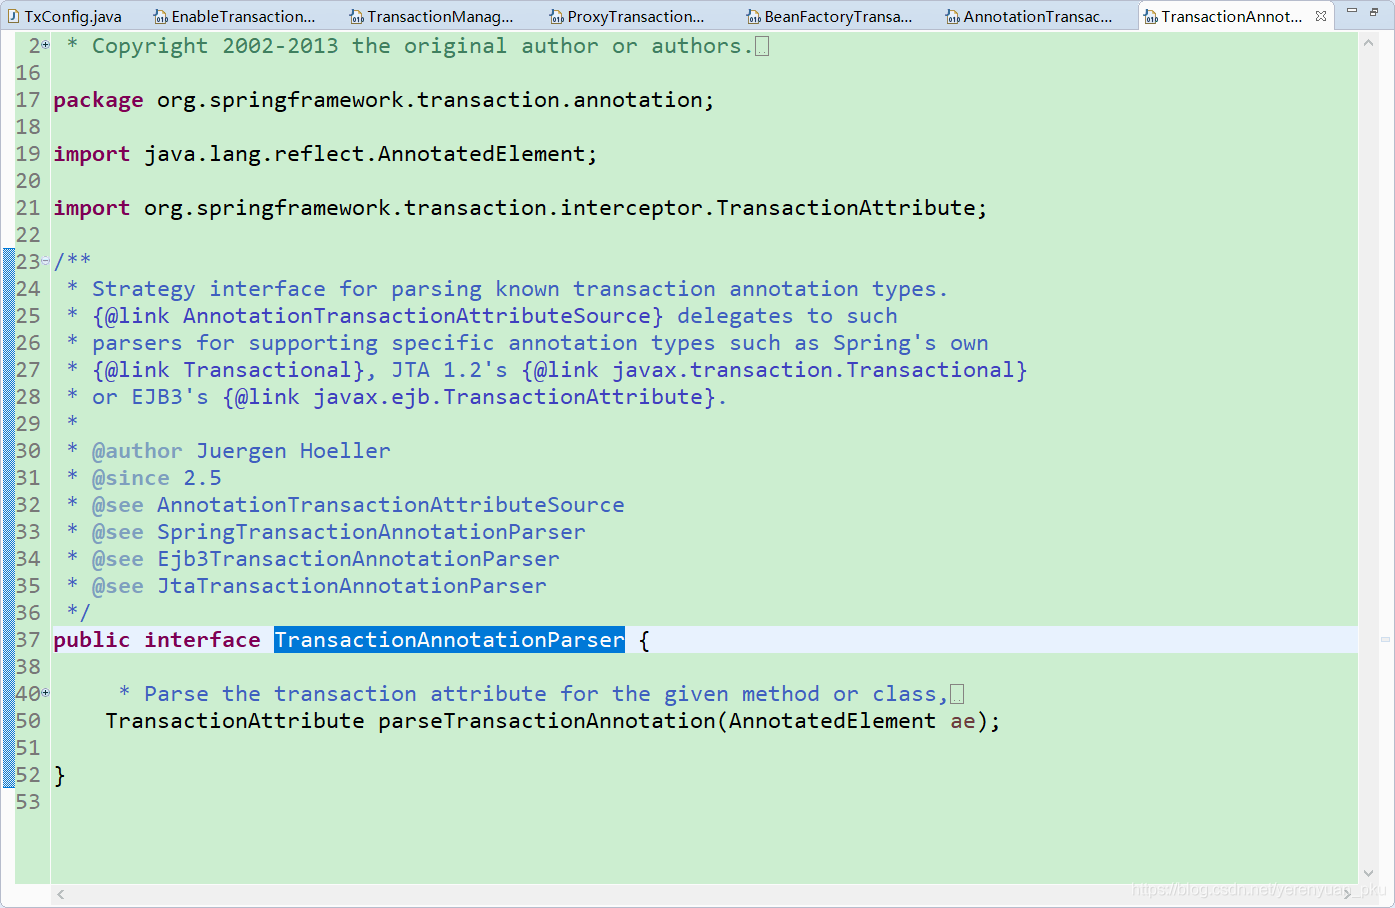 TxConfig.java EnableTransaction... TransactionManag... ProxyTransaction... BeanFactoryTransa... AnnotationTransac... TransactionAnnot...
2 * Copyright 2002-2013 the original author or authors.
16
17 package org.springframework.transaction.annotation;
18
19 import java.lang.reflect.AnnotatedElement;
20
21 import org.springframework.transaction.interceptor.TransactionAttribute;
22
23 /**
24 * Strategy interface for parsing known transaction annotation types.
25 * {@link AnnotationTransactionAttributeSource} delegates to such
26 * parsers for supporting specific annotation types such as Spring's own
27 * {@link Transactional}, JTA 1.2's {@link javax.transaction.Transactional}
28 * or EJB3's {@link javax.ejb.TransactionAttribute}.
29 *
30 * @author Juergen Hoeller
31 * @since 2.5
32 * @see AnnotationTransactionAttributeSource
33 * @see SpringTransactionAnnotationParser
34 * @see Ejb3TransactionAnnotationParser
35 * @see JtaTransactionAnnotationParser
36 */
37 public interface TransactionAnnotationParser {
38
40 * Parse the transaction attribute for the given method or class,
50 TransactionAttribute parseTransactionAnnotation(AnnotatedElement ae);
51
52 }
53
https://blog.csdn.net/yerenyuan_pku